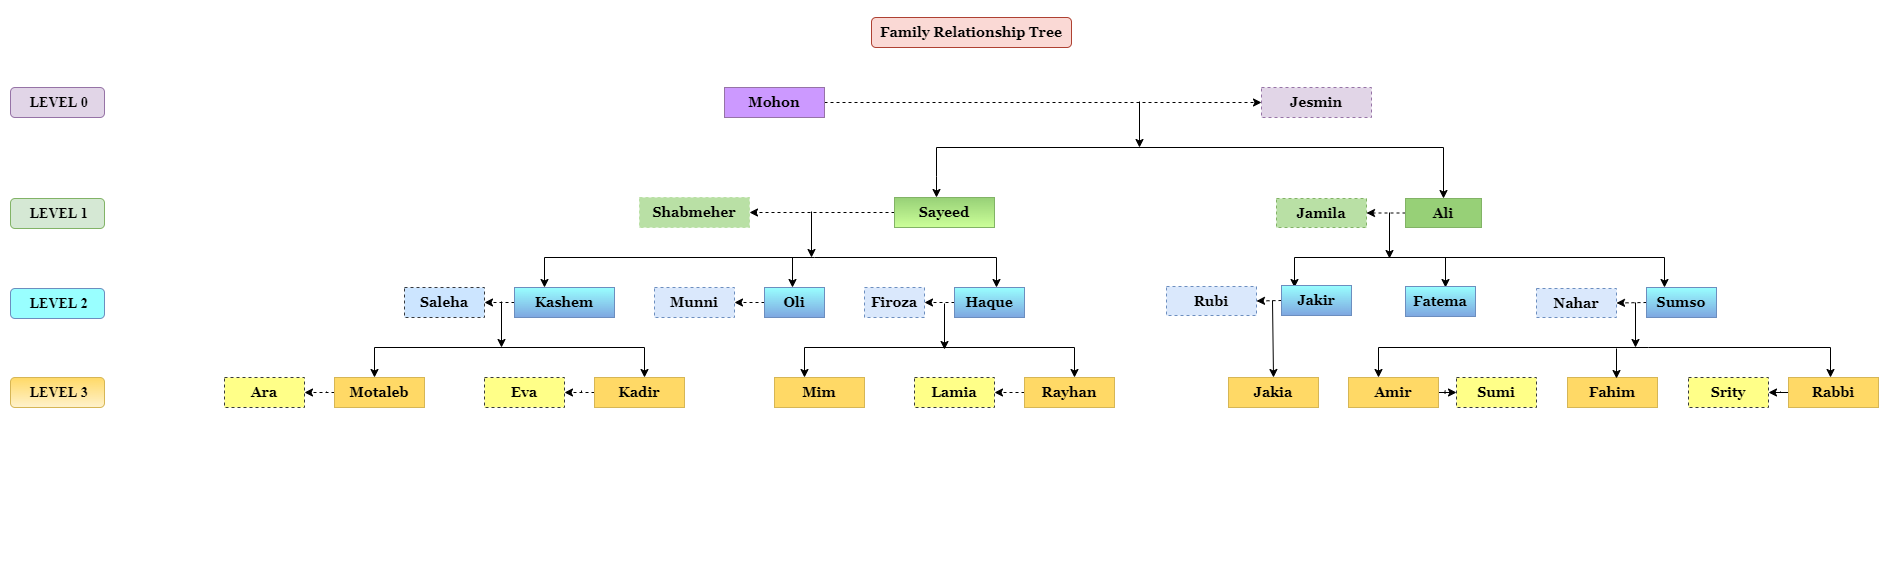 Family Relationship Tree
LEVEL 0
Mohon
Jesmin
LEVEL 1
Shabmeher
Sayeed
Jamila
Ali
LEVEL 2
Saleha
Kashem
Munni
Oli
Firoza
Haque
Rubi
Jakir
Fatema
Nahar
Sumso
LEVEL 3
Ara
Motaleb
Eva
Kadir
Mim
Lamia
Rayhan
Jakia
Amir
Sumi
Fahim
Srity
Rabbi